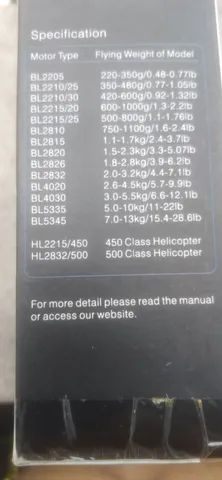 Specification
Motor Type Flying Weight of Model
BL2205 220-350g/0.48-0.77lb
BL2210/25 350-480g/0.77-1.05lb
BL2210/30 420-600g/0.92-1.32lb
BL2215/20 600-1000g/1.3-2.2lb
BL2215/25 500-800g/1.1-1.76lb
BL2810 750-1100g/1.6-2.4lb
BL2815 1.1-1.7kg/2.4-3.7lb
BL2820 1.5-2.3kg/3.3-5.07lb
BL2826 1.8-2.8kg/3.9-6.2lb
BL2832 2.0-3.2kg/4.4-7.1lb
BL4020 2.6-4.5kg/5.7-9.9lb
BL4030 3.0-5.5kg/6.6-12.1lb
BL5335 5.0-10kg/11-22lb
BL5345 7.0-13kg/15.4-28.6lb
HL2215/450 450 Class Helicopter
HL2832/500 500 Class Helicopter
For more detail please read the manual
or access our website.